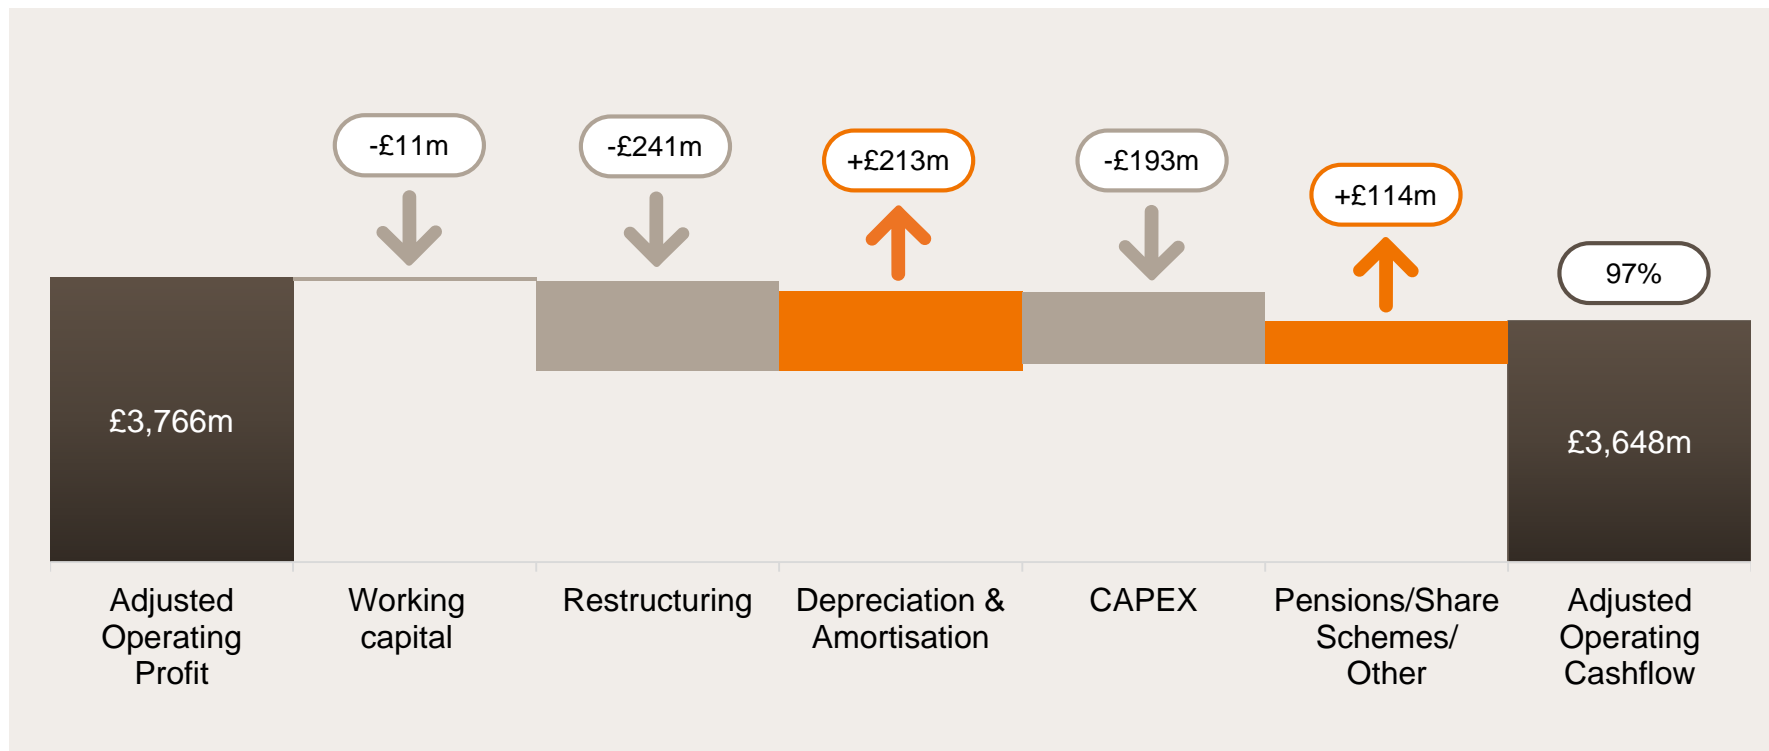 -£11m
-£241m
+£213m
-£193m
+£114m
97%
£3,766m
£3,648m
Adjusted
Operating
Profit
Working
capital
Restructuring
Depreciation &
Amortisation
CAPEX
Pensions/Share
Schemes/
Other
Adjusted
Operating
Cashflow